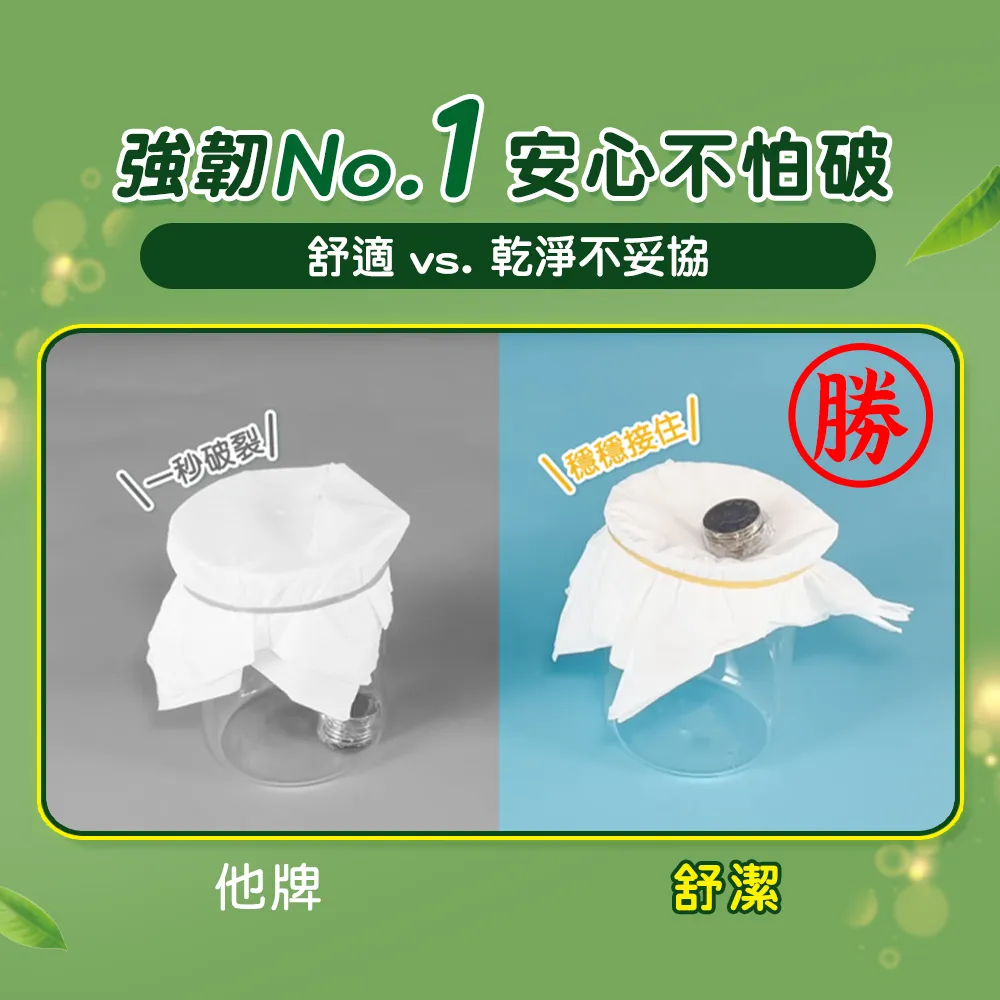 強韌No.1 安心不怕破
舒適 vs. 乾淨不妥協
一秒破裂
穩穩接住
勝
他牌
舒潔